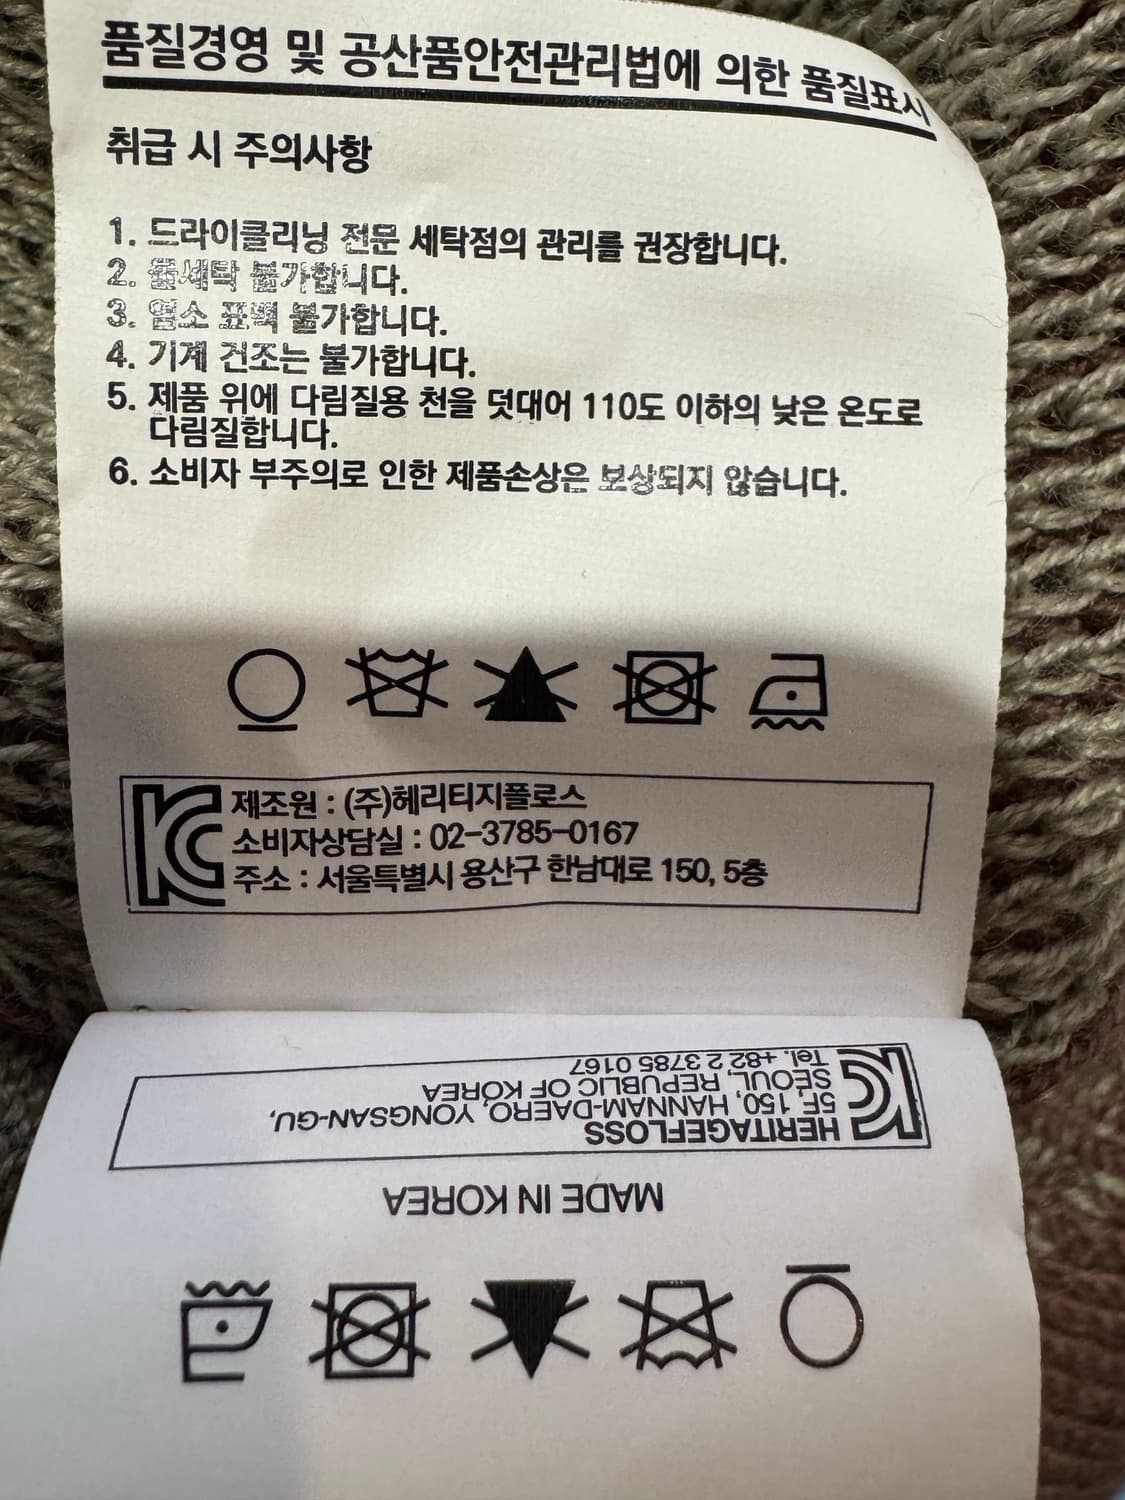 품질경영 및 공산품안전관리법에 의한 품질표시
취급 시 주의사항
1. 드라이클리닝 전문 세탁점의 관리를 권장합니다.
2. 물세탁 불가합니다.
3. 염소 표백 불가합니다.
4. 기계 건조는 불가합니다.
5. 제품 위에 다림질용 천을 덧대어 110도 이하의 낮은 온도로
다림질합니다.
6. 소비자 부주의로 인한 제품손상은 보상되지 않습니다.
제조원 : (주)헤리티지플로스
소비자상담실 : 02-3785-0167
주소 : 서울특별시 용산구 한남대로 150, 5층
HERITAGEFLOSS
5F, 150, HANNAM-DAERO, YONGSAN-GU,
SEOUL, REPUBLIC OF KOREA
Tel. +82 2 3785 0167
MADE IN KOREA